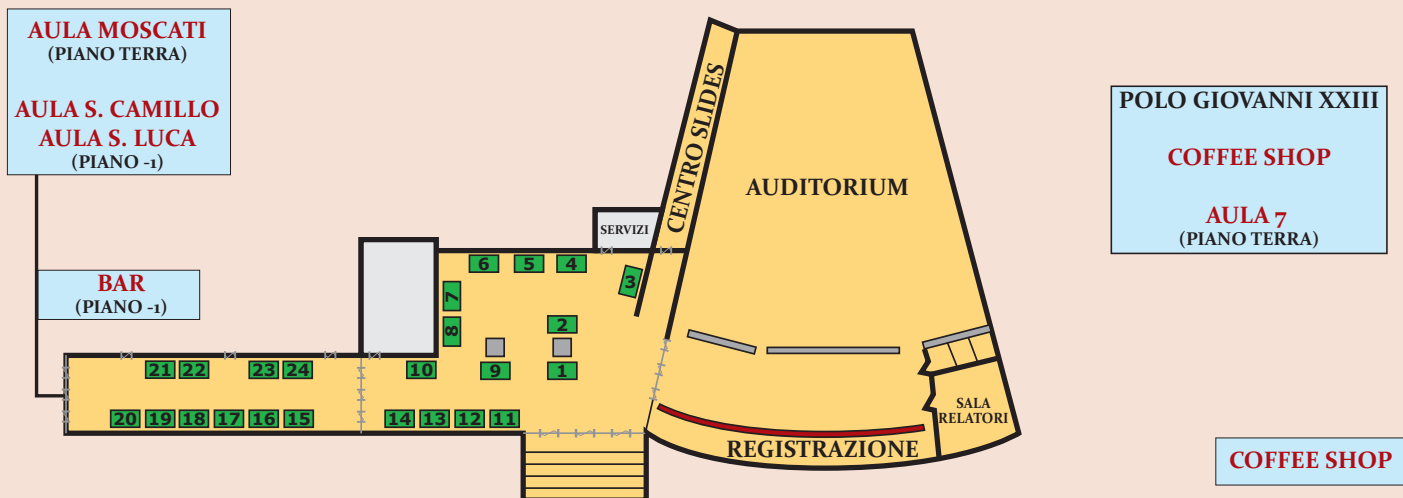 AULA MOSCATI
(PIANO TERRA)
AULA S. CAMILLO
AULA S. LUCA
(PIANO -1)
BAR
(PIANO -1)
CENTRO SLIDES
AUDITORIUM
SERVIZI
POLO GIOVANNI XXIII
COFFEE SHOP
AULA 7
(PIANO TERRA)
6 5 4
3
7
2
8
21 22 23 24 10 9 1
20 19 18 17 16 15 14 13 12 11
SALA
RELATORI
REGISTRAZIONE
COFFEE SHOP